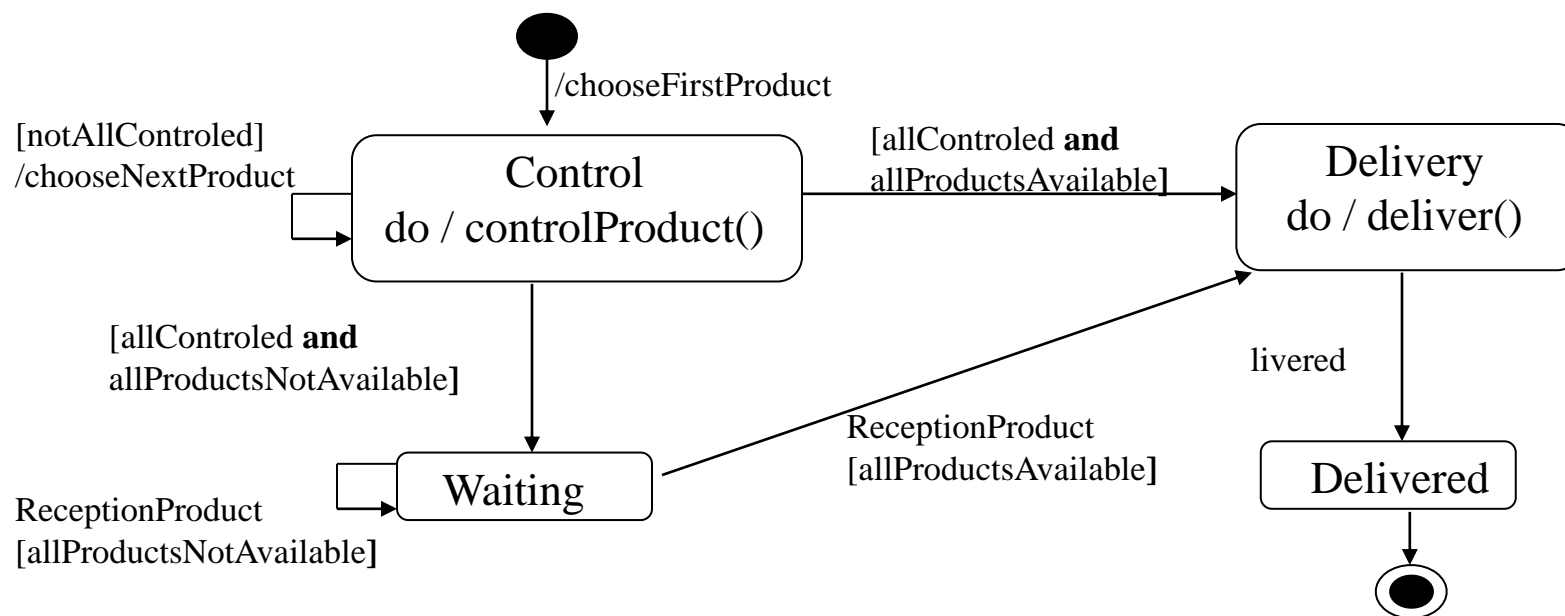 /chooseFirstProduct
[notAllControled]
/chooseNextProduct
Control
do / controlProduct()
[allControled and
allProductsAvailable]
Delivery
do / deliver()
[allControled and
allProductsNotAvailable]
livered
ReceptionProduct
[allProductsAvailable]
Waiting
Delivered
ReceptionProduct
[allProductsNotAvailable]